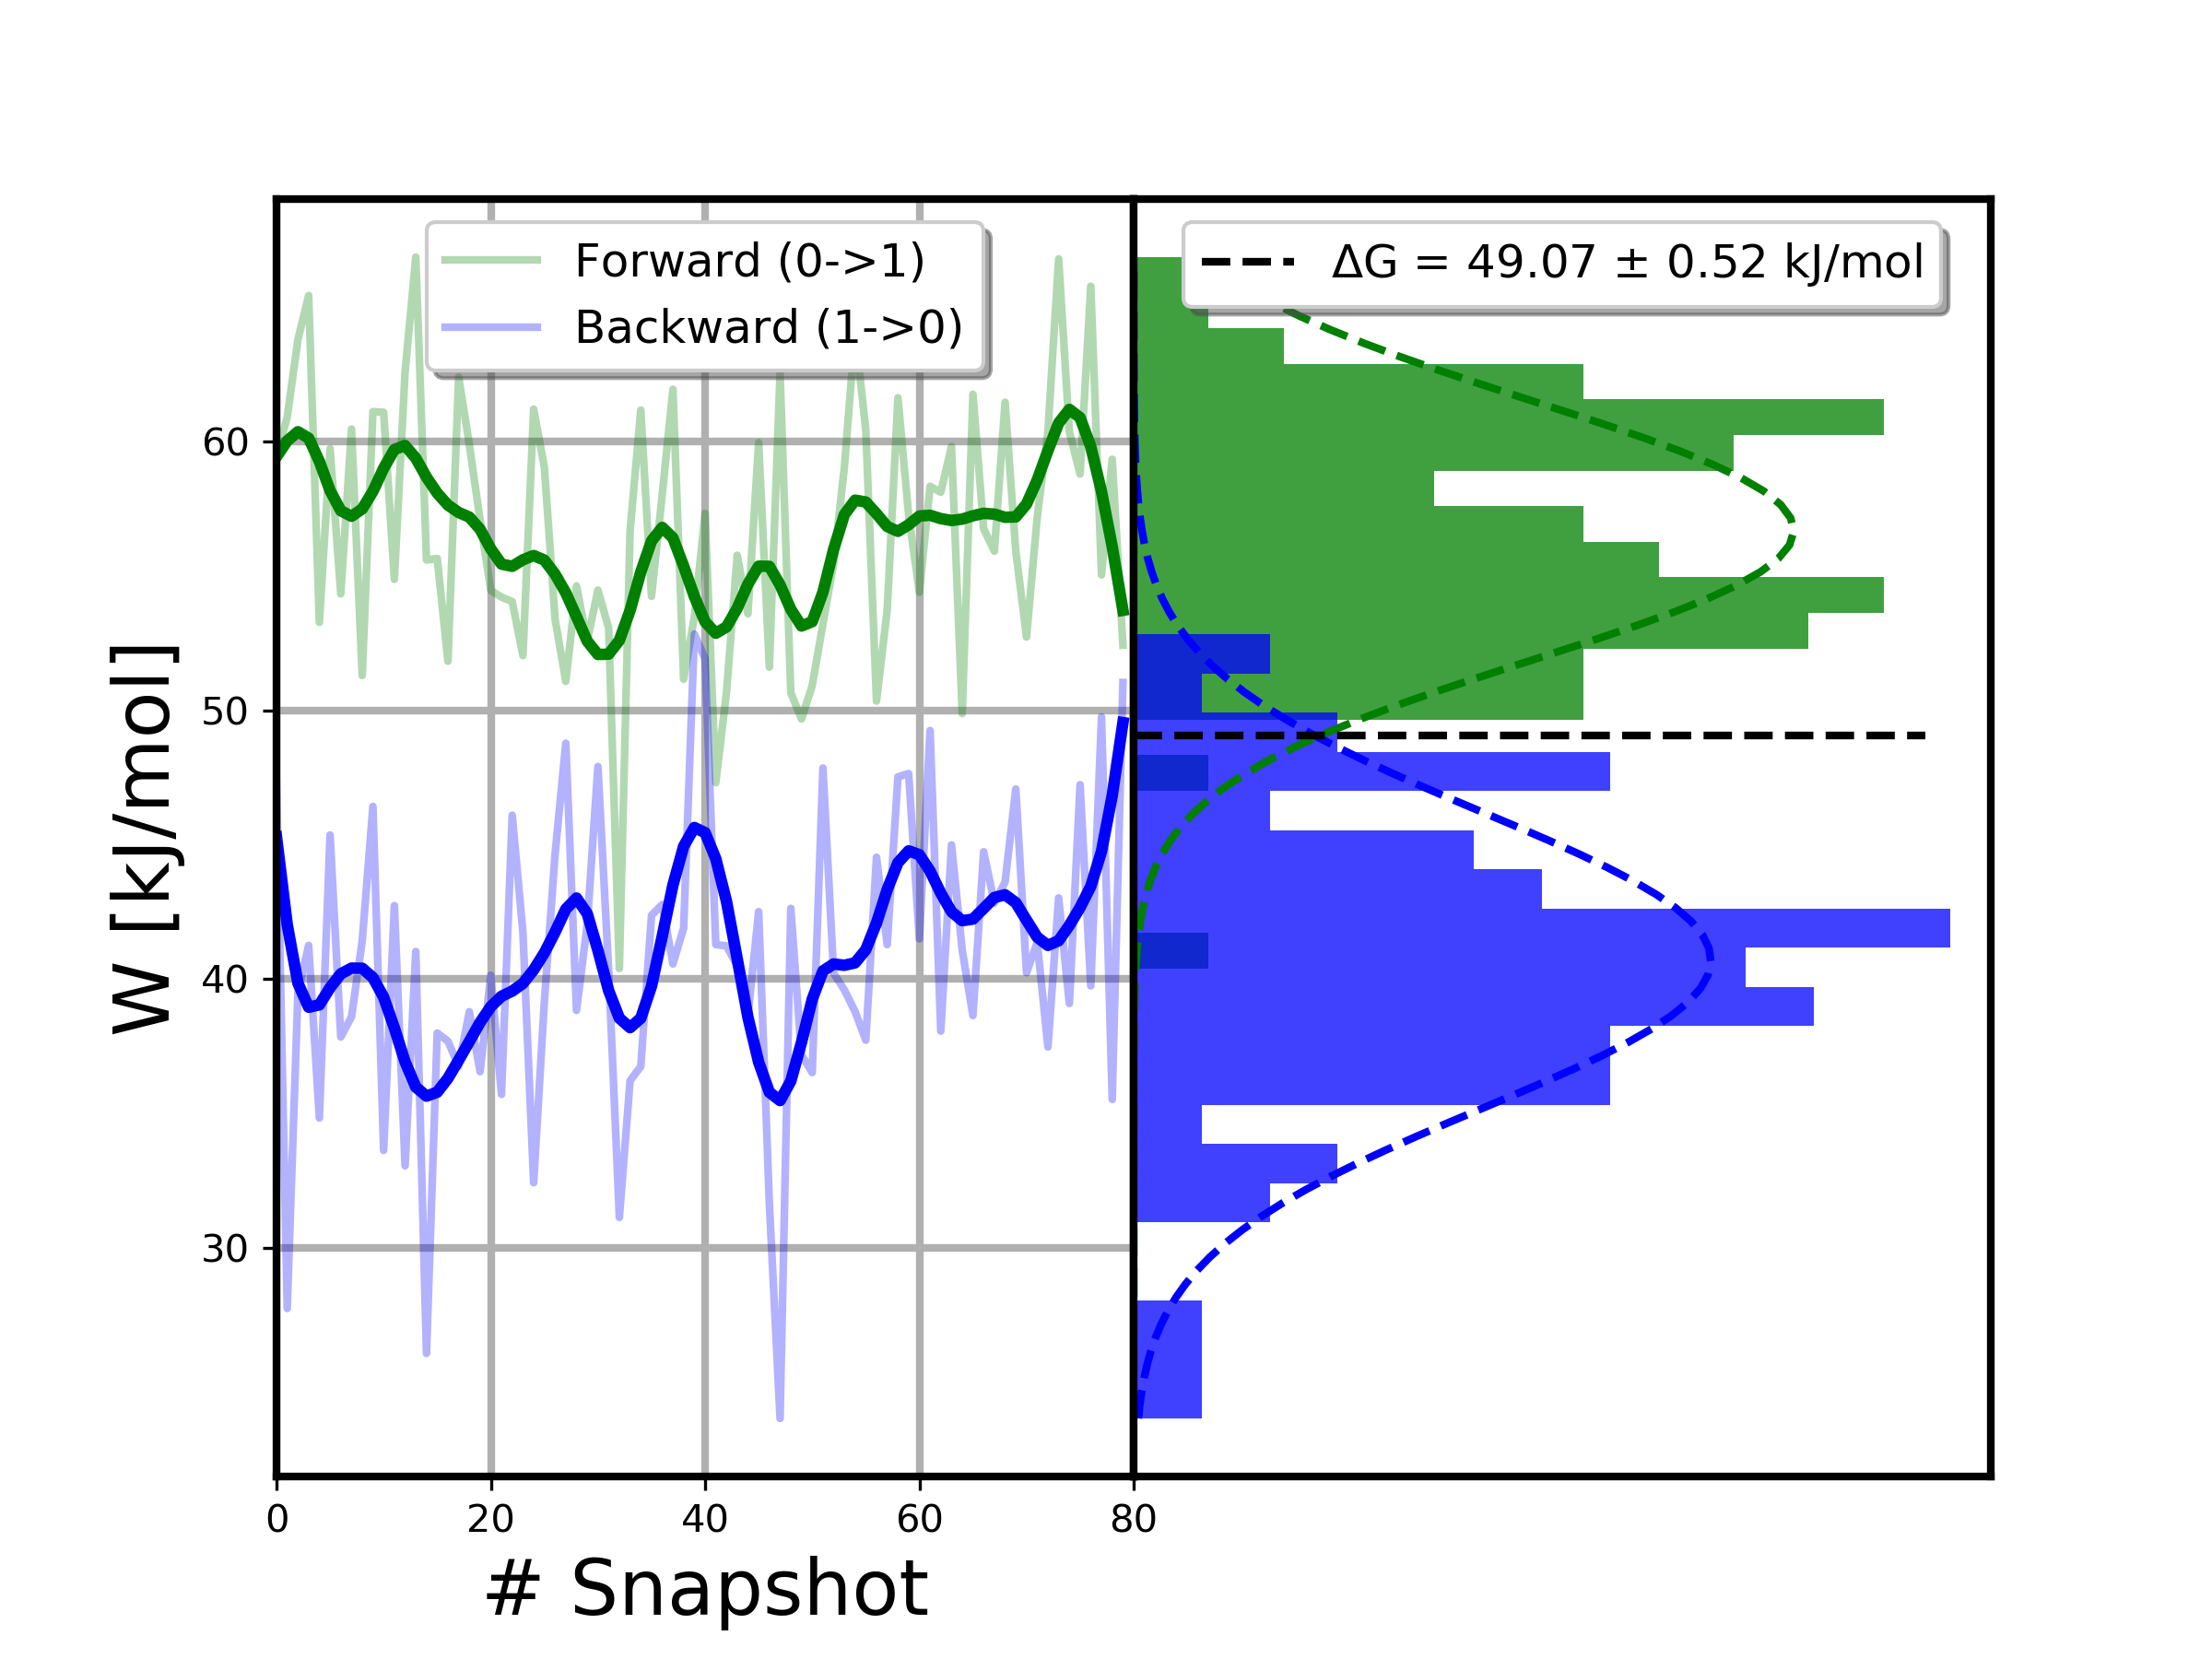 Forward (0->1)
Backward (1->0)
ΔG = 49.07 ± 0.52 kJ/mol
W [kJ/mol]
60
50
40
30
0 20 40 60 80
# Snapshot